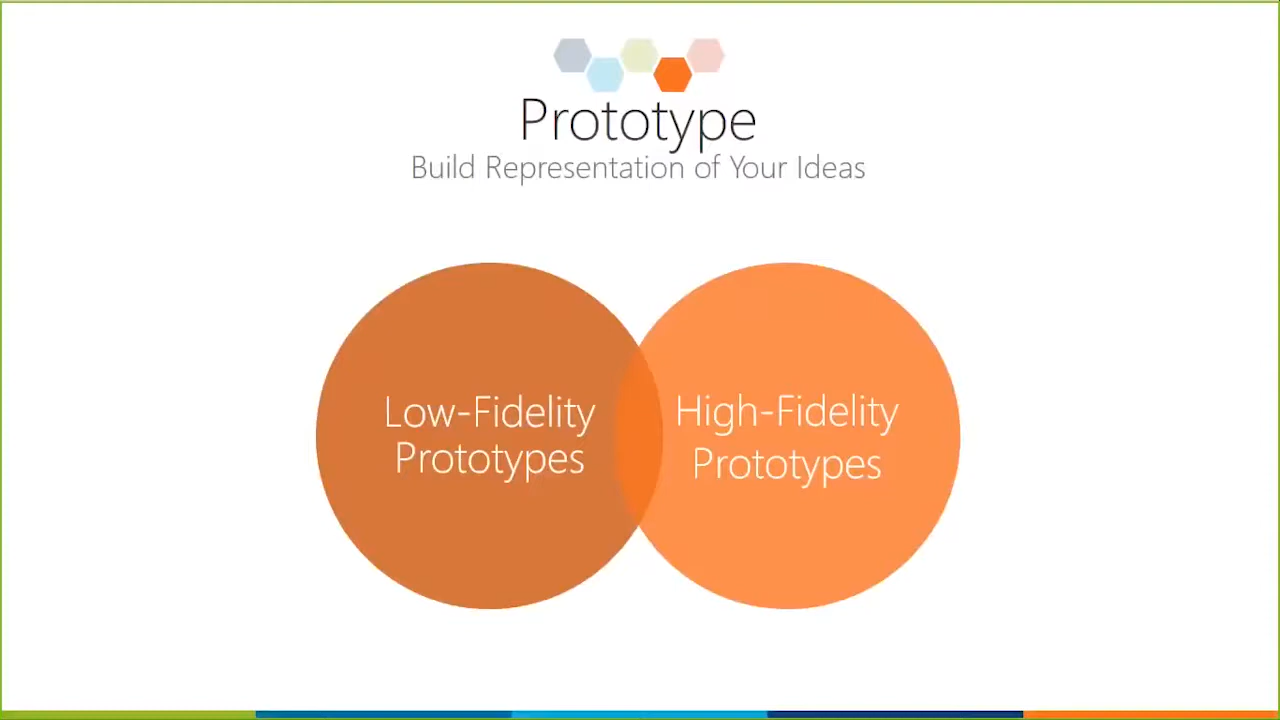 Prototype
Build Representation of Your Ideas
Low-Fidelity
Prototypes
High-Fidelity
Prototypes